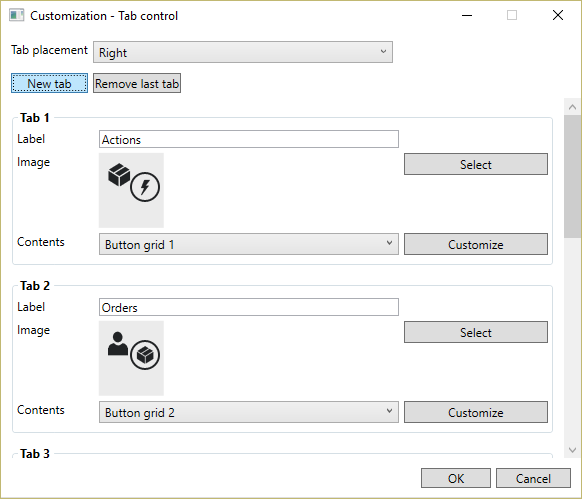 Customization - Tab control
Tab placement Right
New tab Remove last tab
Tab 1
Label Actions
Image Select
Contents Button grid 1 Customize
Tab 2
Label Orders
Image Select
Contents Button grid 2 Customize
Tab 3
OK Cancel